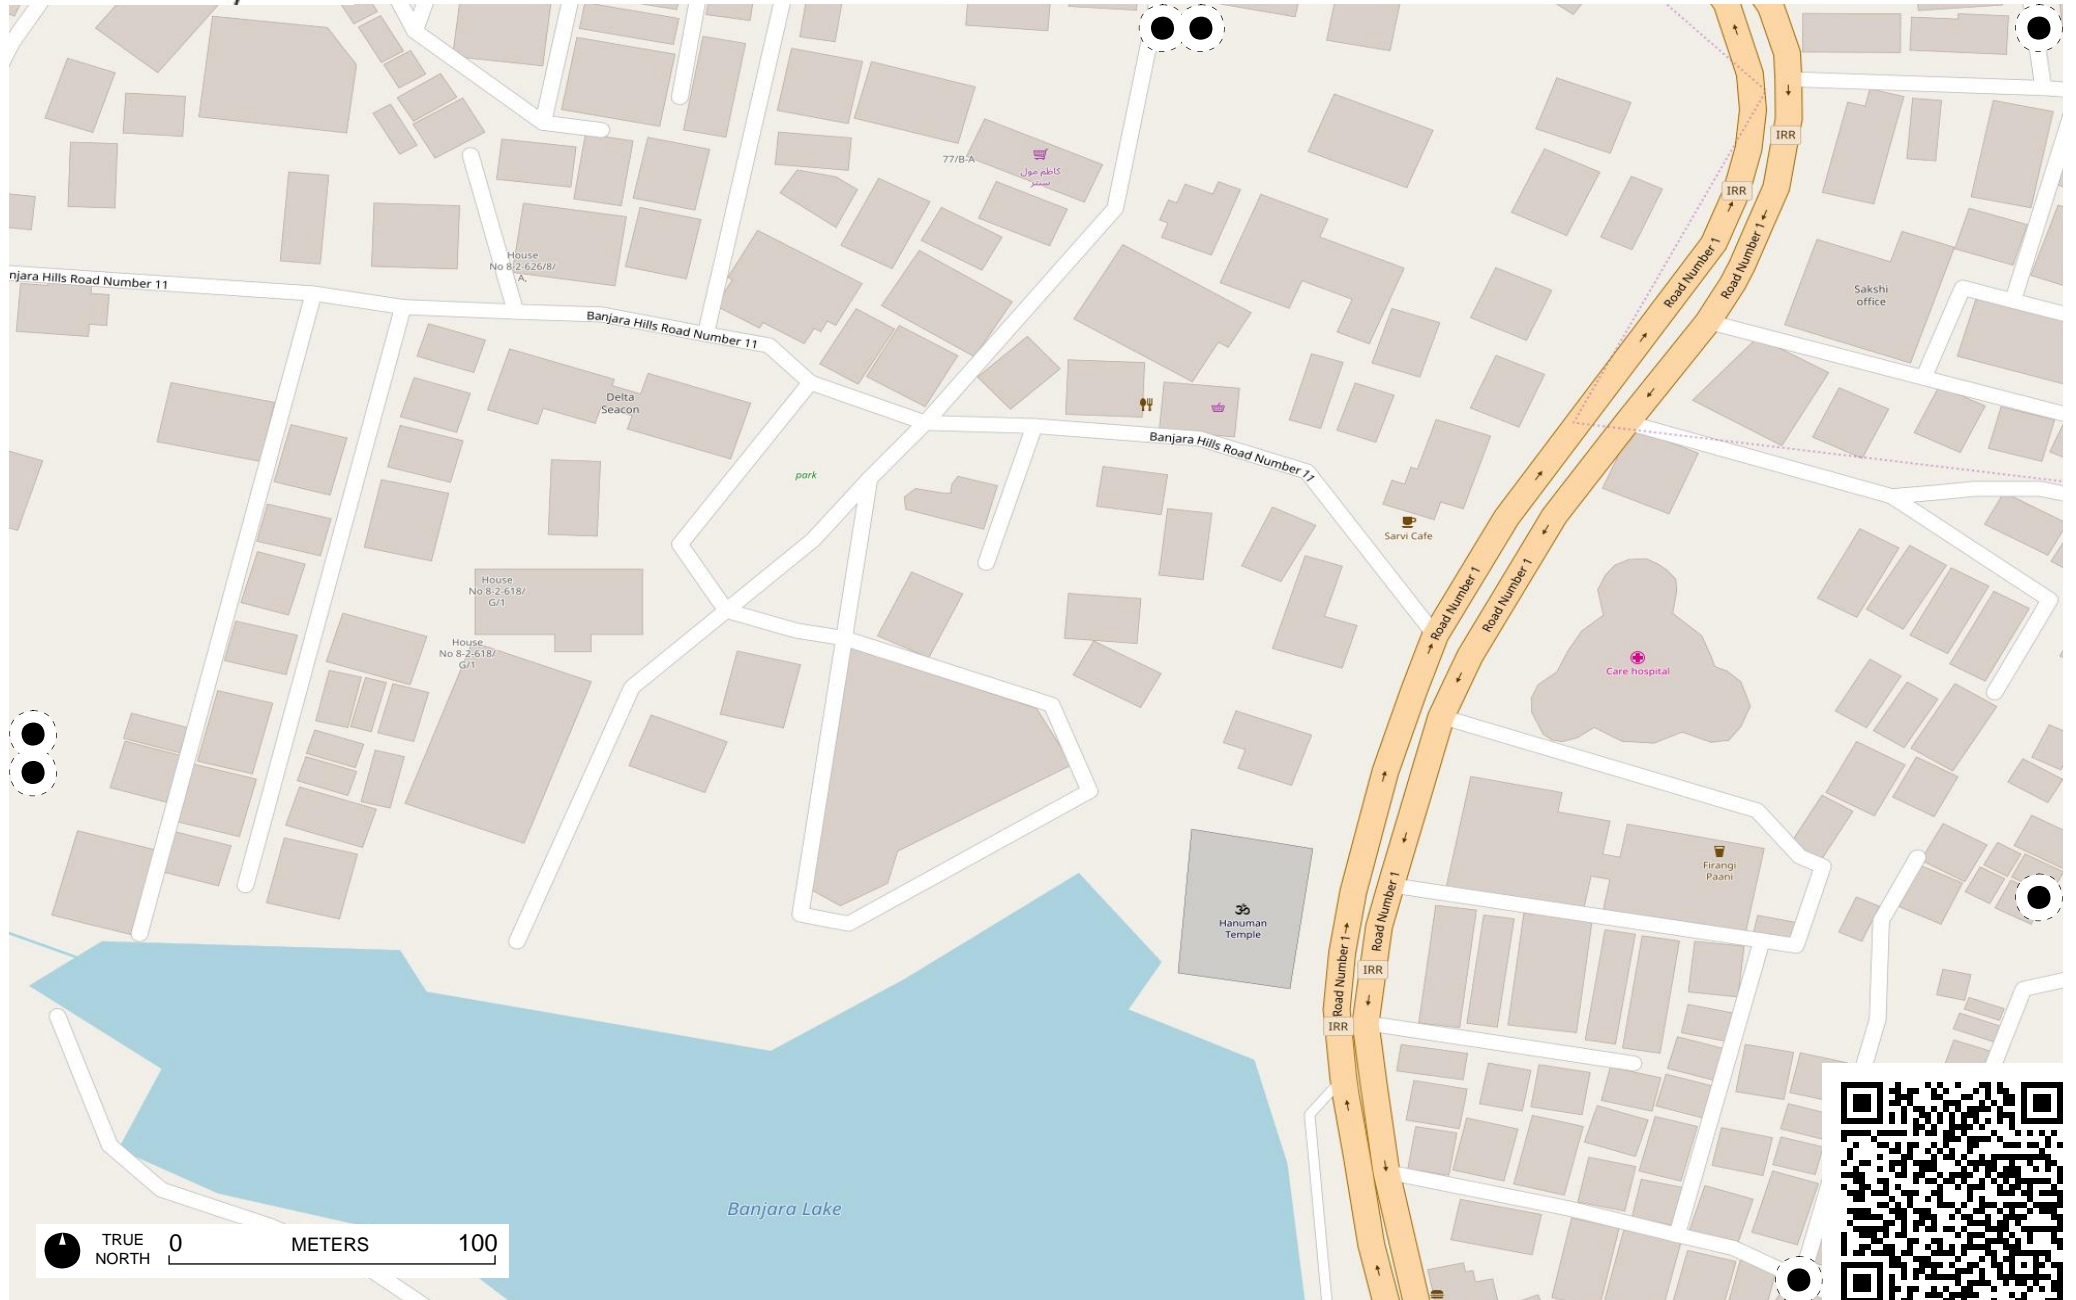 77/B-A
کاظم مول
سنتر
IRR
IRR
House
No 8-2-626/8/
A.
njara Hills Road Number 11
Banjara Hills Road Number 11
Road Number 1
Road Number 1
Sakshi
office
Delta
Seacon
Banjara Hills Road Number 11
park
Sarvi Cafe
House
No 8-2-618/
G/1
House
No 8-2-618/
G/1
Road Number 1
Road Number 1
Care hospital
Firangi
Paani
ॐ
Hanuman
Temple
Road Number 1
Road Number 1
IRR
IRR
Banjara Lake
TRUE
NORTH
0 METERS 100